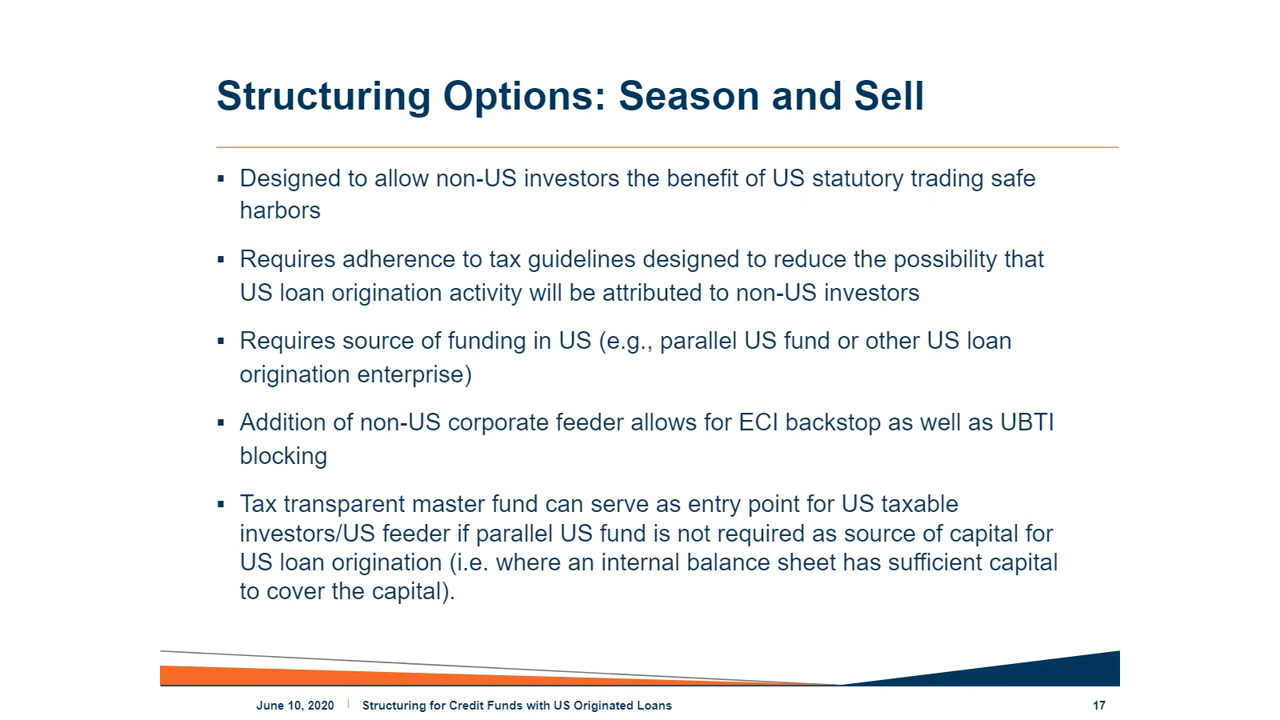 Structuring Options: Season and Sell
▪ Designed to allow non-US investors the benefit of US statutory trading safe
harbors
▪ Requires adherence to tax guidelines designed to reduce the possibility that
US loan origination activity will be attributed to non-US investors
▪ Requires source of funding in US (e.g., parallel US fund or other US loan
origination enterprise)
▪ Addition of non-US corporate feeder allows for ECI backstop as well as UBTI
blocking
▪ Tax transparent master fund can serve as entry point for US taxable
investors/US feeder if parallel US fund is not required as source of capital for
US loan origination (i.e. where an internal balance sheet has sufficient capital
to cover the capital).
June 10, 2020 | Structuring for Credit Funds with US Originated Loans 17